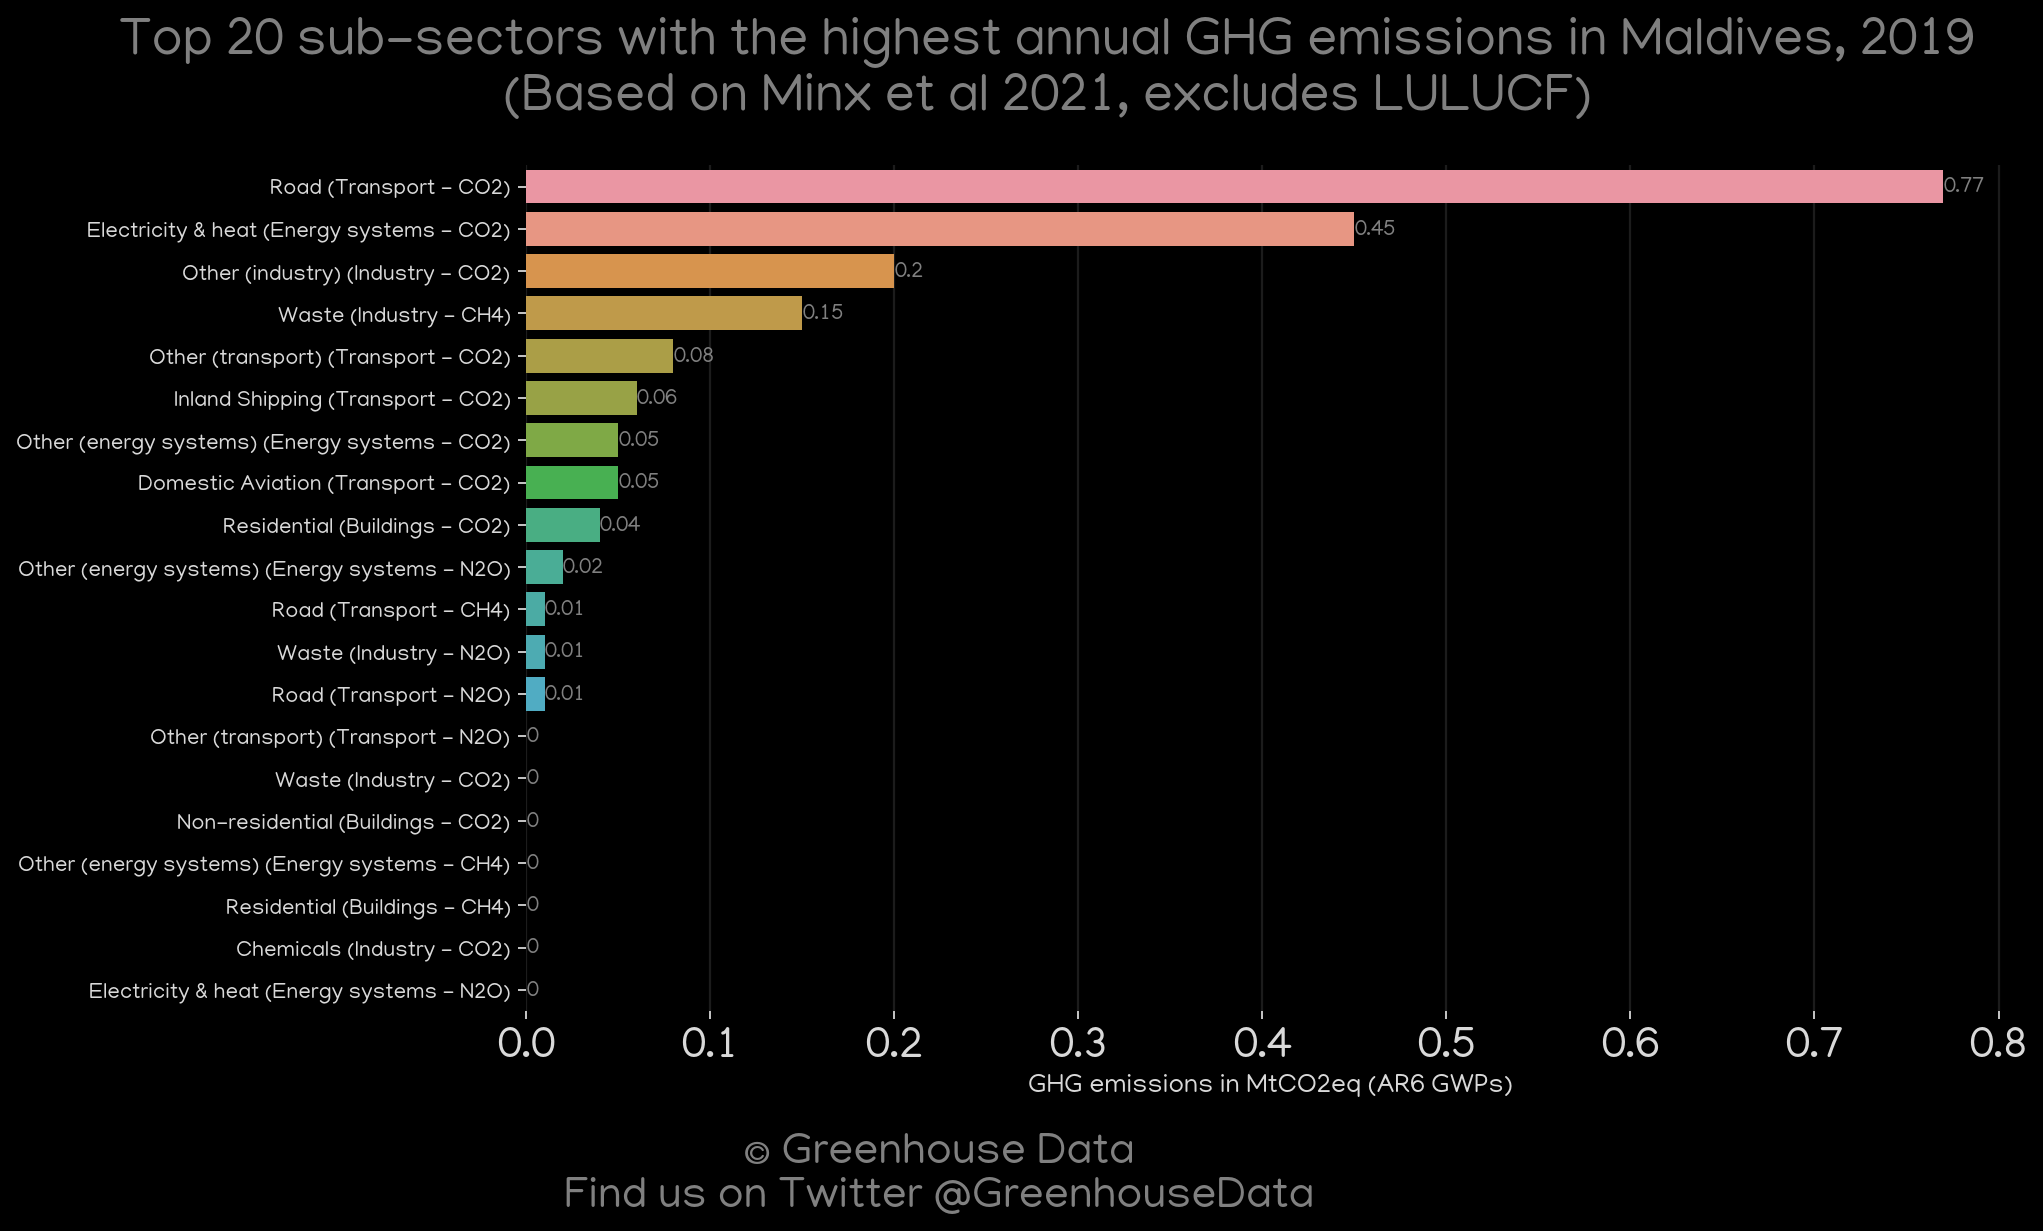 Top 20 sub-sectors with the highest annual GHG emissions in Maldives, 2019
(Based on Minx et al 2021, excludes LULUCF)
Road (Transport - CO2) 0.77
Electricity & heat (Energy systems - CO2) 0.45
Other (industry) (Industry - CO2) 0.2
Waste (Industry - CH4) 0.15
Other (transport) (Transport - CO2) 0.08
Inland Shipping (Transport - CO2) 0.06
Other (energy systems) (Energy systems - CO2) 0.05
Domestic Aviation (Transport - CO2) 0.05
Residential (Buildings - CO2) 0.04
Other (energy systems) (Energy systems - N2O) 0.02
Road (Transport - CH4) 0.01
Waste (Industry - N2O) 0.01
Road (Transport - N2O) 0.01
Other (transport) (Transport - N2O) 0
Waste (Industry - CO2) 0
Non-residential (Buildings - CO2) 0
Other (energy systems) (Energy systems - CH4) 0
Residential (Buildings - CH4) 0
Chemicals (Industry - CO2) 0
Electricity & heat (Energy systems - N2O) 0
0.0 0.1 0.2 0.3 0.4 0.5 0.6 0.7 0.8
GHG emissions in MtCO2eq (AR6 GWPs)
© Greenhouse Data
Find us on Twitter @GreenhouseData